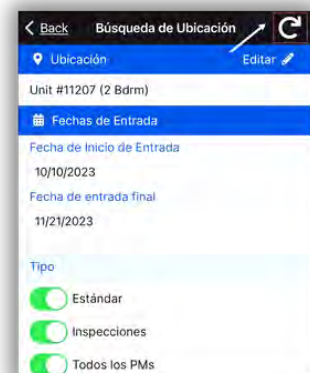 Back Búsqueda de Ubicación
Ubicación Editar
Unit #11207 (2 Bdrm)
Fechas de Entrada
Fecha de Inicio de Entrada
10/10/2023
Fecha de entrada final
11/21/2023
Tipo
Estándar
Inspecciones
Todos los PMs